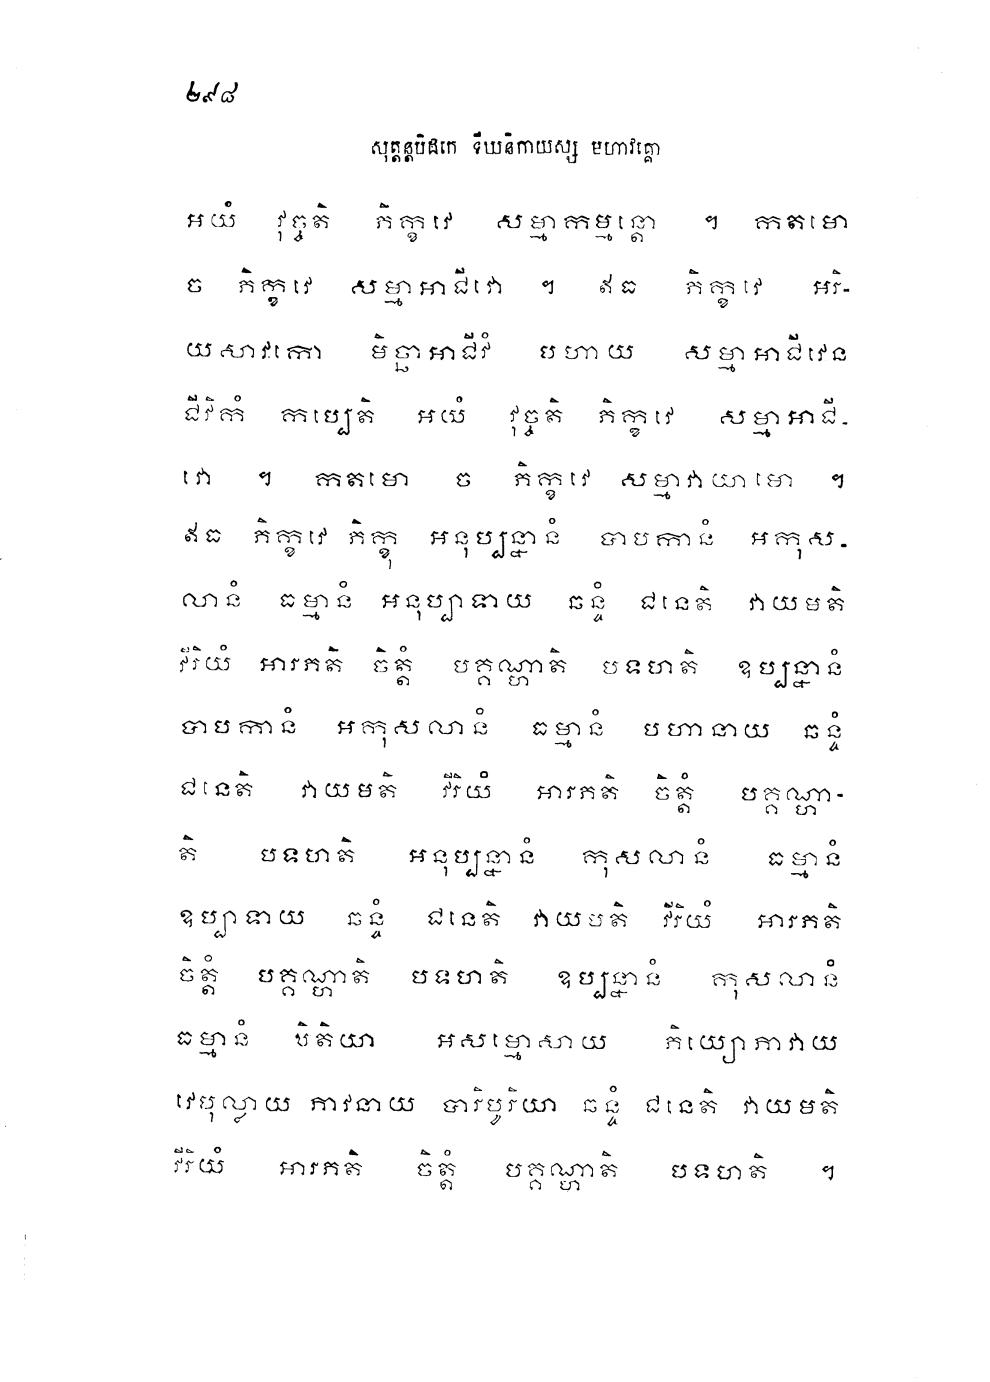 ២៩៨
សុត្តន្តបិដកេ ទីឃនិកាយស្ស មហាវគ្គោ
អយំ វុច្ចតិ ភិក្ខវេ សម្មាកម្មន្តោ ។ កតមោ
ច ភិក្ខវេ សម្មាអាជីវោ ។ ឥធ ភិក្ខវេ អរិ-
យសាវកោ មិច្ឆាអាជីវំ បហាយ សម្មាអាជីវេន
ជីវិកំ កប្បេតិ អយំ វុច្ចតិ ភិក្ខវេ សម្មាអាជី-
វោ ។ កតមោ ច ភិក្ខវេ សម្មាវាយាមោ ។
ឥធ ភិក្ខវេ ភិក្ខុ អនុប្បន្នានំ បាបកានំ អកុស-
លានំ ធម្មានំ អនុប្បាទាយ ឆន្ទំ ជនេតិ វាយមតិ
វីរិយំ អារភតិ ចិត្តំ បគ្គណ្ហាតិ បទហតិ ឧប្បន្នានំ
បាបកានំ អកុសលានំ ធម្មានំ បហានាយ ឆន្ទំ
ជនេតិ វាយមតិ វីរិយំ អារភតិ ចិត្តំ បគ្គណ្ហា-
តិ បទហតិ អនុប្បន្នានំ កុសលានំ ធម្មានំ
ឧប្បាទាយ ឆន្ទំ ជនេតិ វាយមតិ វីរិយំ អារភតិ
ចិត្តំ បគ្គណ្ហាតិ បទហតិ ឧប្បន្នានំ កុសលានំ
ធម្មានំ ឋិតិយា អសម្មោសាយ ភិយ្យោភាវាយ
វេបុល្លាយ ភាវនាយ បារិបូរិយា ឆន្ទំ ជនេតិ វាយមតិ
វីរិយំ អារភតិ ចិត្តំ បគ្គណ្ហាតិ បទហតិ ។